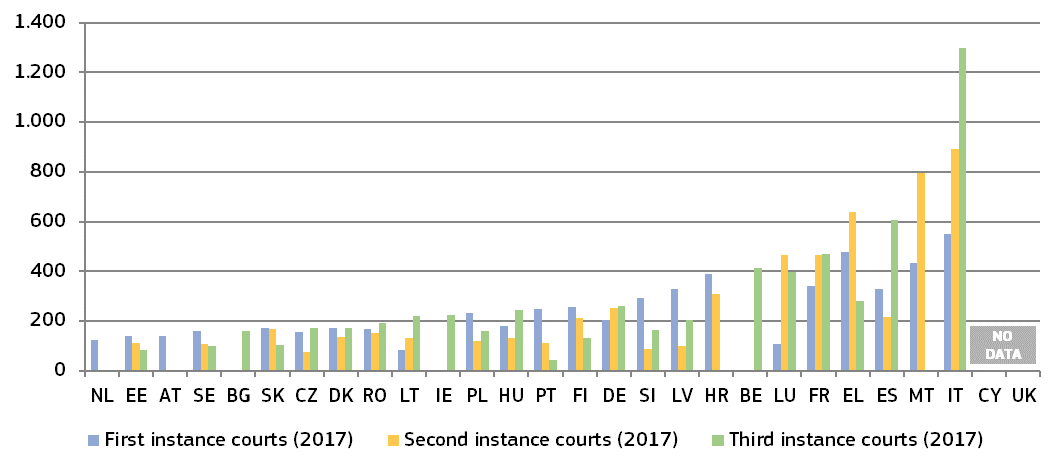 1.400
1.200
1.000
800
600
400
200
0
NO
DATA
NL EE AT SE BG SK CZ DK RO LT IE PL HU PT FI DE SI LV HR BE LU FR EL ES MT IT CY UK
First instance courts (2017) Second instance courts (2017) Third instance courts (2017)